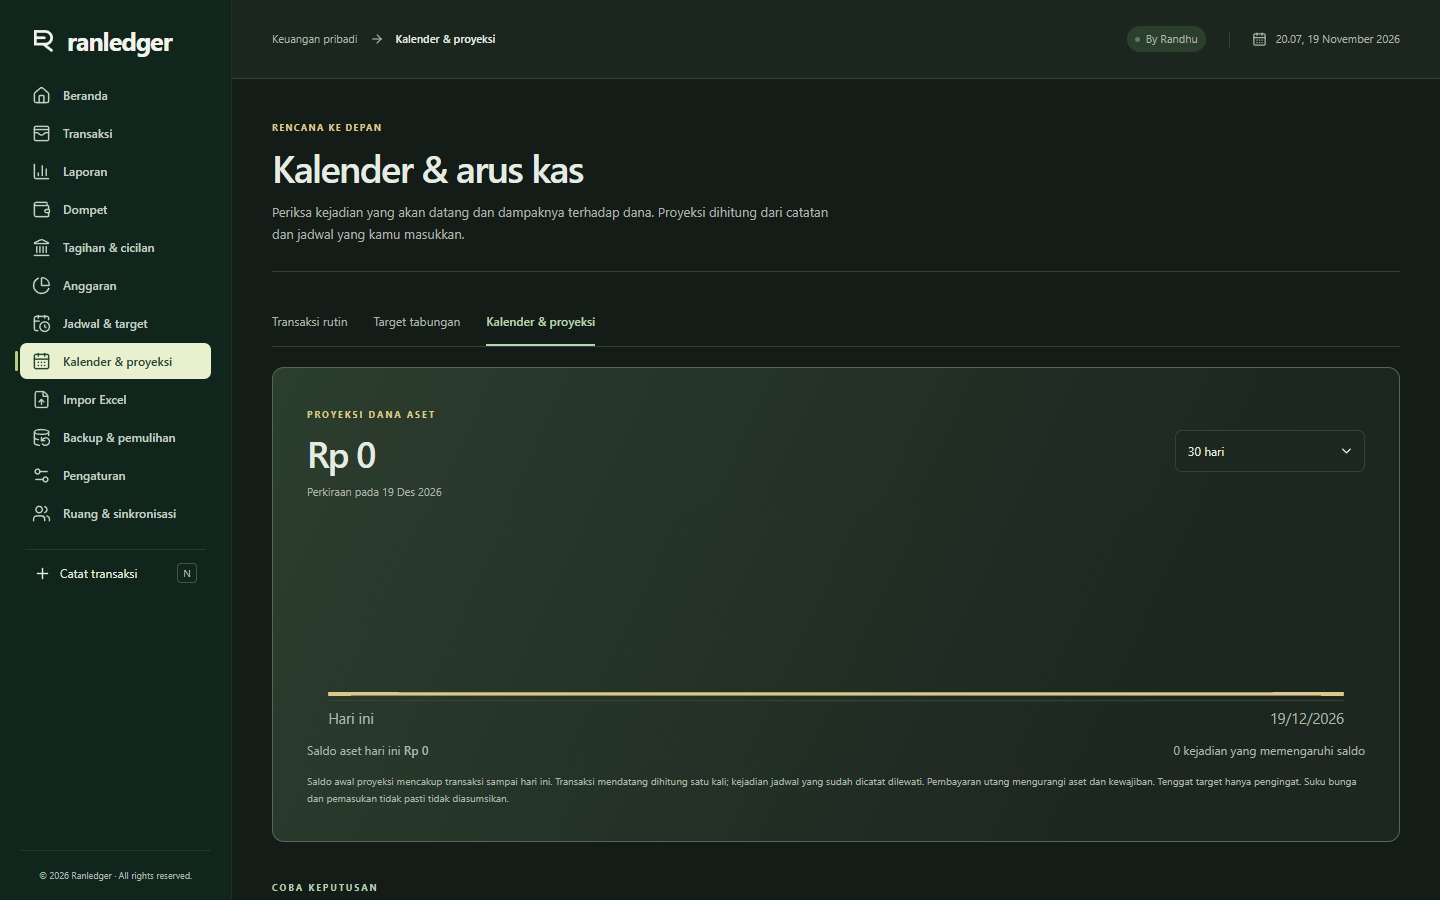 ranledger
Beranda
Transaksi
Laporan
Dompet
Tagihan & cicilan
Anggaran
Jadwal & target
Kalender & proyeksi
Impor Excel
Backup & pemulihan
Pengaturan
Ruang & sinkronisasi
Catat transaksi N
© 2026 Ranledger · All rights reserved.
Keuangan pribadi → Kalender & proyeksi
By Randhu
20.07, 19 November 2026
RENCANA KE DEPAN
Kalender & arus kas
Periksa kejadian yang akan datang dan dampaknya terhadap dana. Proyeksi dihitung dari catatan
dan jadwal yang kamu masukkan.
Transaksi rutin Target tabungan Kalender & proyeksi
PROYEKSI DANA ASET
Rp 0
30 hari
Perkiraan pada 19 Des 2026
Hari ini 19/12/2026
Saldo aset hari ini Rp 0 0 kejadian yang memengaruhi saldo
Saldo awal proyeksi mencakup transaksi sampai hari ini. Transaksi mendatang dihitung satu kali; kejadian jadwal yang sudah dicatat dilewati. Pembayaran utang mengurangi aset dan kewajiban. Tenggat target hanya pengingat. Suku bunga
dan pemasukan tidak pasti tidak diasumsikan.
COBA KEPUTUSAN